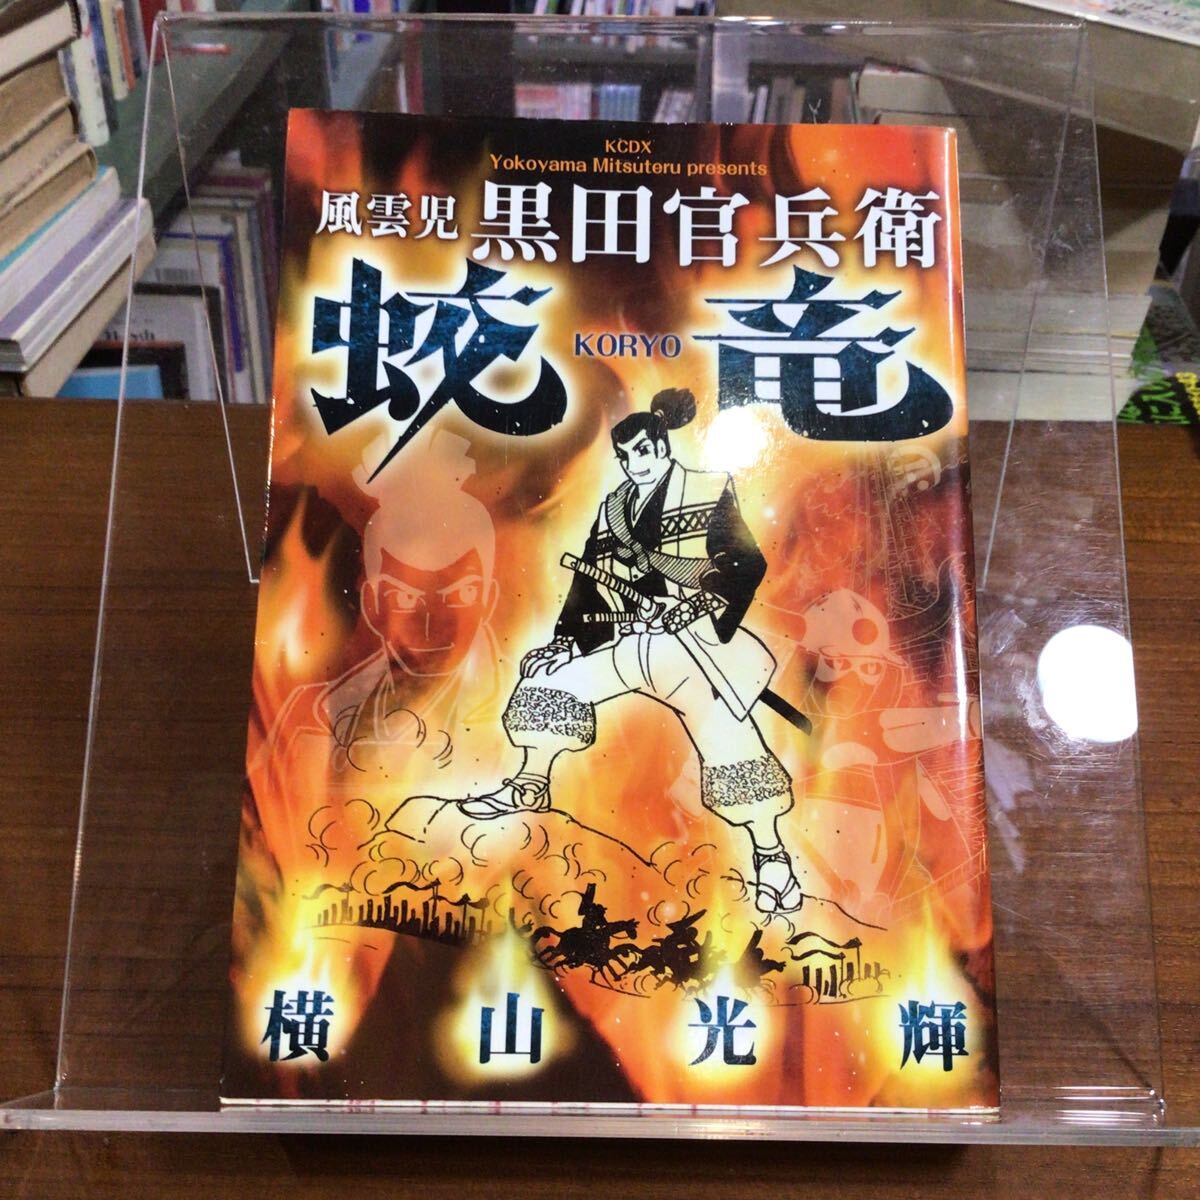 KCDX
Yokoyama Mitsuteru presents
風雲児 黒田官兵衛
蛟竜
KORYO
横山光輝